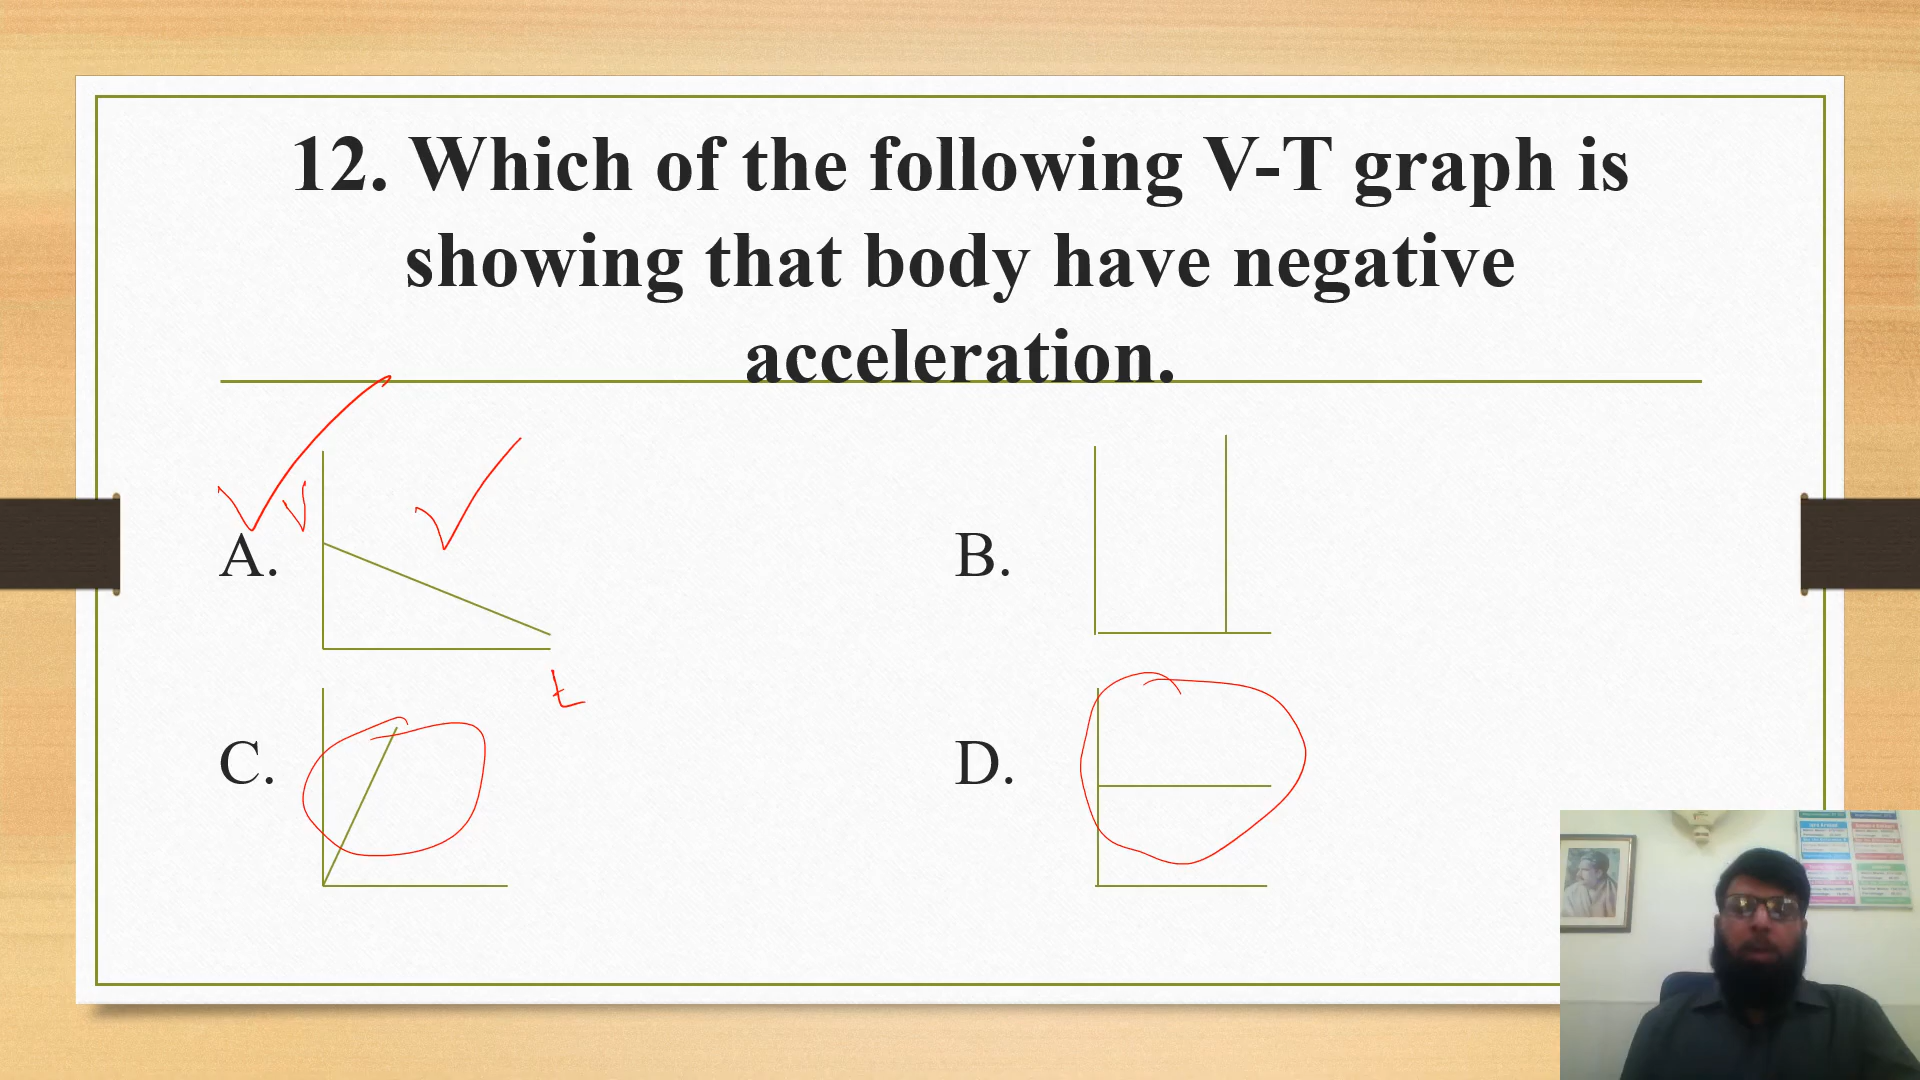 12. Which of the following V-T graph is
showing that body have negative
acceleration.
V
A.
B.
t
C.
D.